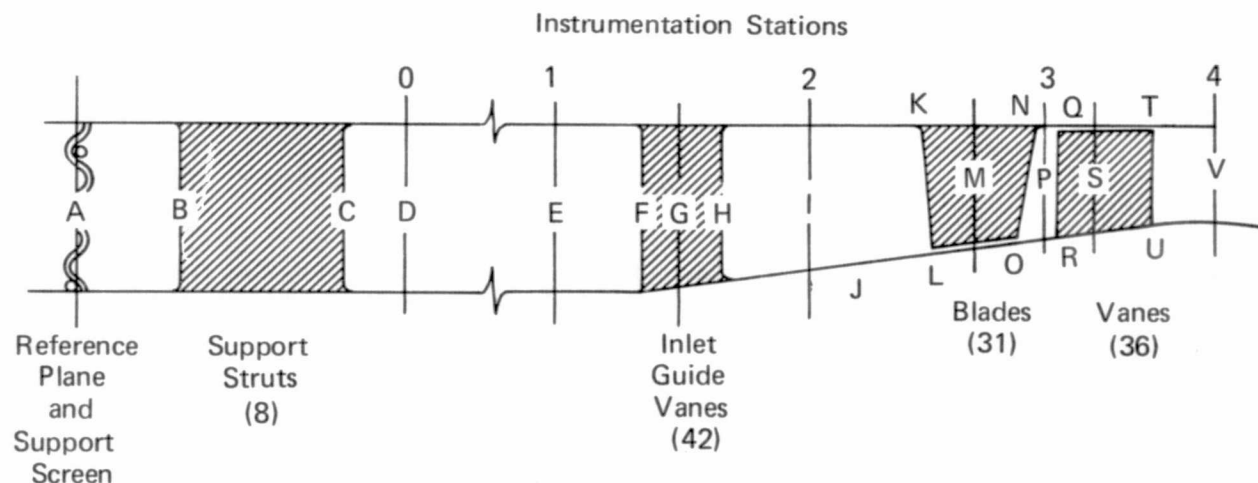 Instrumentation Stations
0 1 2 3 4
K N Q T
A B C D E F G H I M P S V
J L O R U
Reference
Plane
and
Support
Screen
Support
Struts
(8)
Inlet
Guide
Vanes
(42)
Blades
(31)
Vanes
(36)